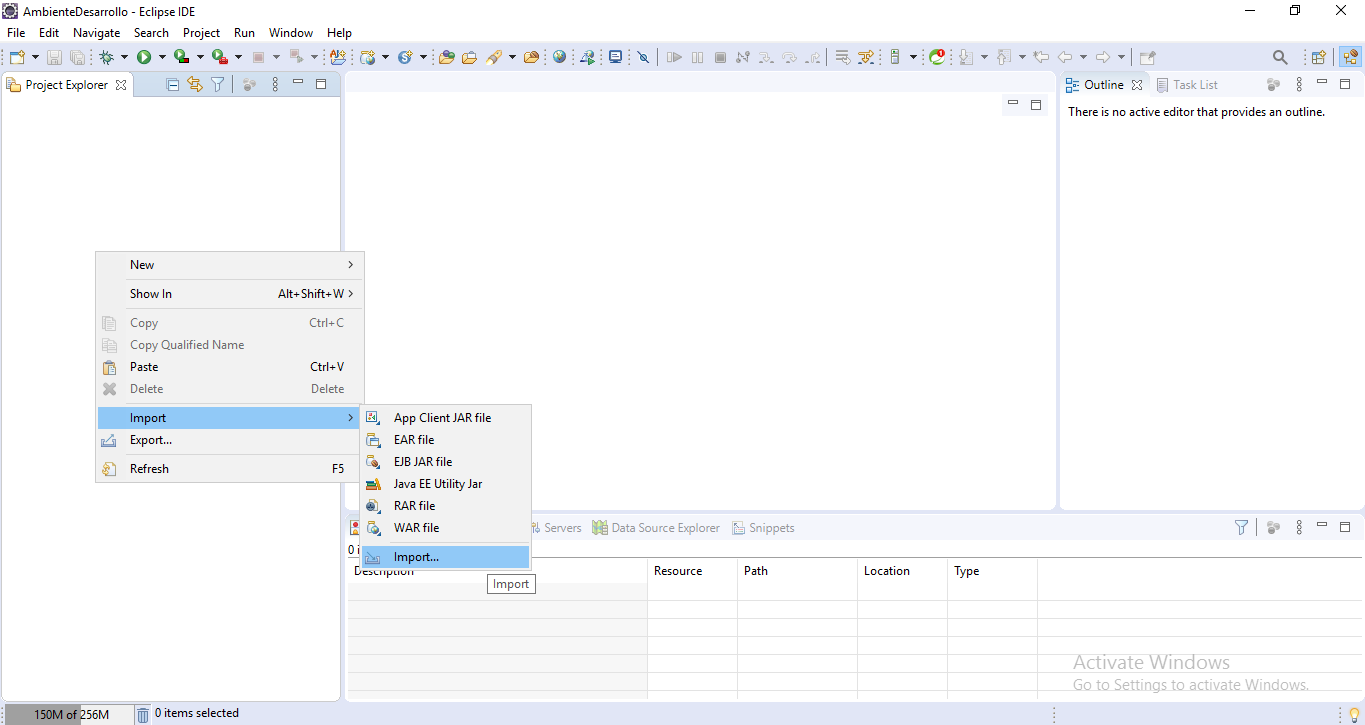 AmbienteDesarrollo - Eclipse IDE
File Edit Navigate Search Project Run Window Help
Project Explorer
Outline Task List
There is no active editor that provides an outline.
New
Show In Alt+Shift+W
Copy Ctrl+C
Copy Qualified Name
Paste Ctrl+V
Delete Delete
Import
Export...
Refresh F5
App Client JAR file
EAR file
EJB JAR file
Java EE Utility Jar
RAR file
WAR file
Import...
Import
Servers Data Source Explorer Snippets
0 i
Description Resource Path Location Type
Activate Windows
Go to Settings to activate Windows.
150M of 256M 0 items selected